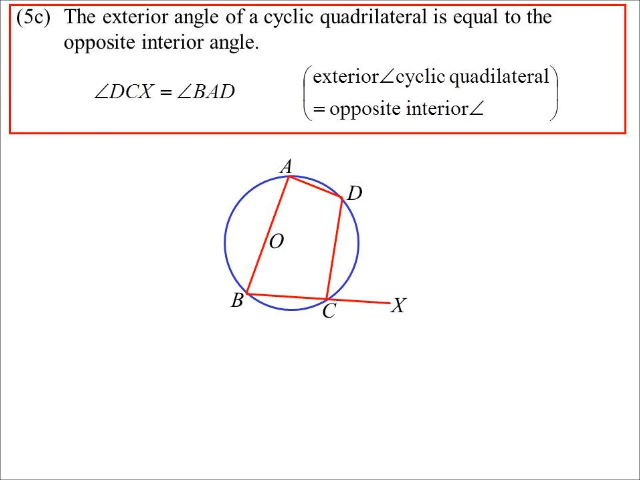 (5c) The exterior angle of a cyclic quadrilateral is equal to the
opposite interior angle.
∠DCX = ∠BAD
(exterior∠cyclic quadilateral
= opposite interior∠)
A
D
O
B
C
X